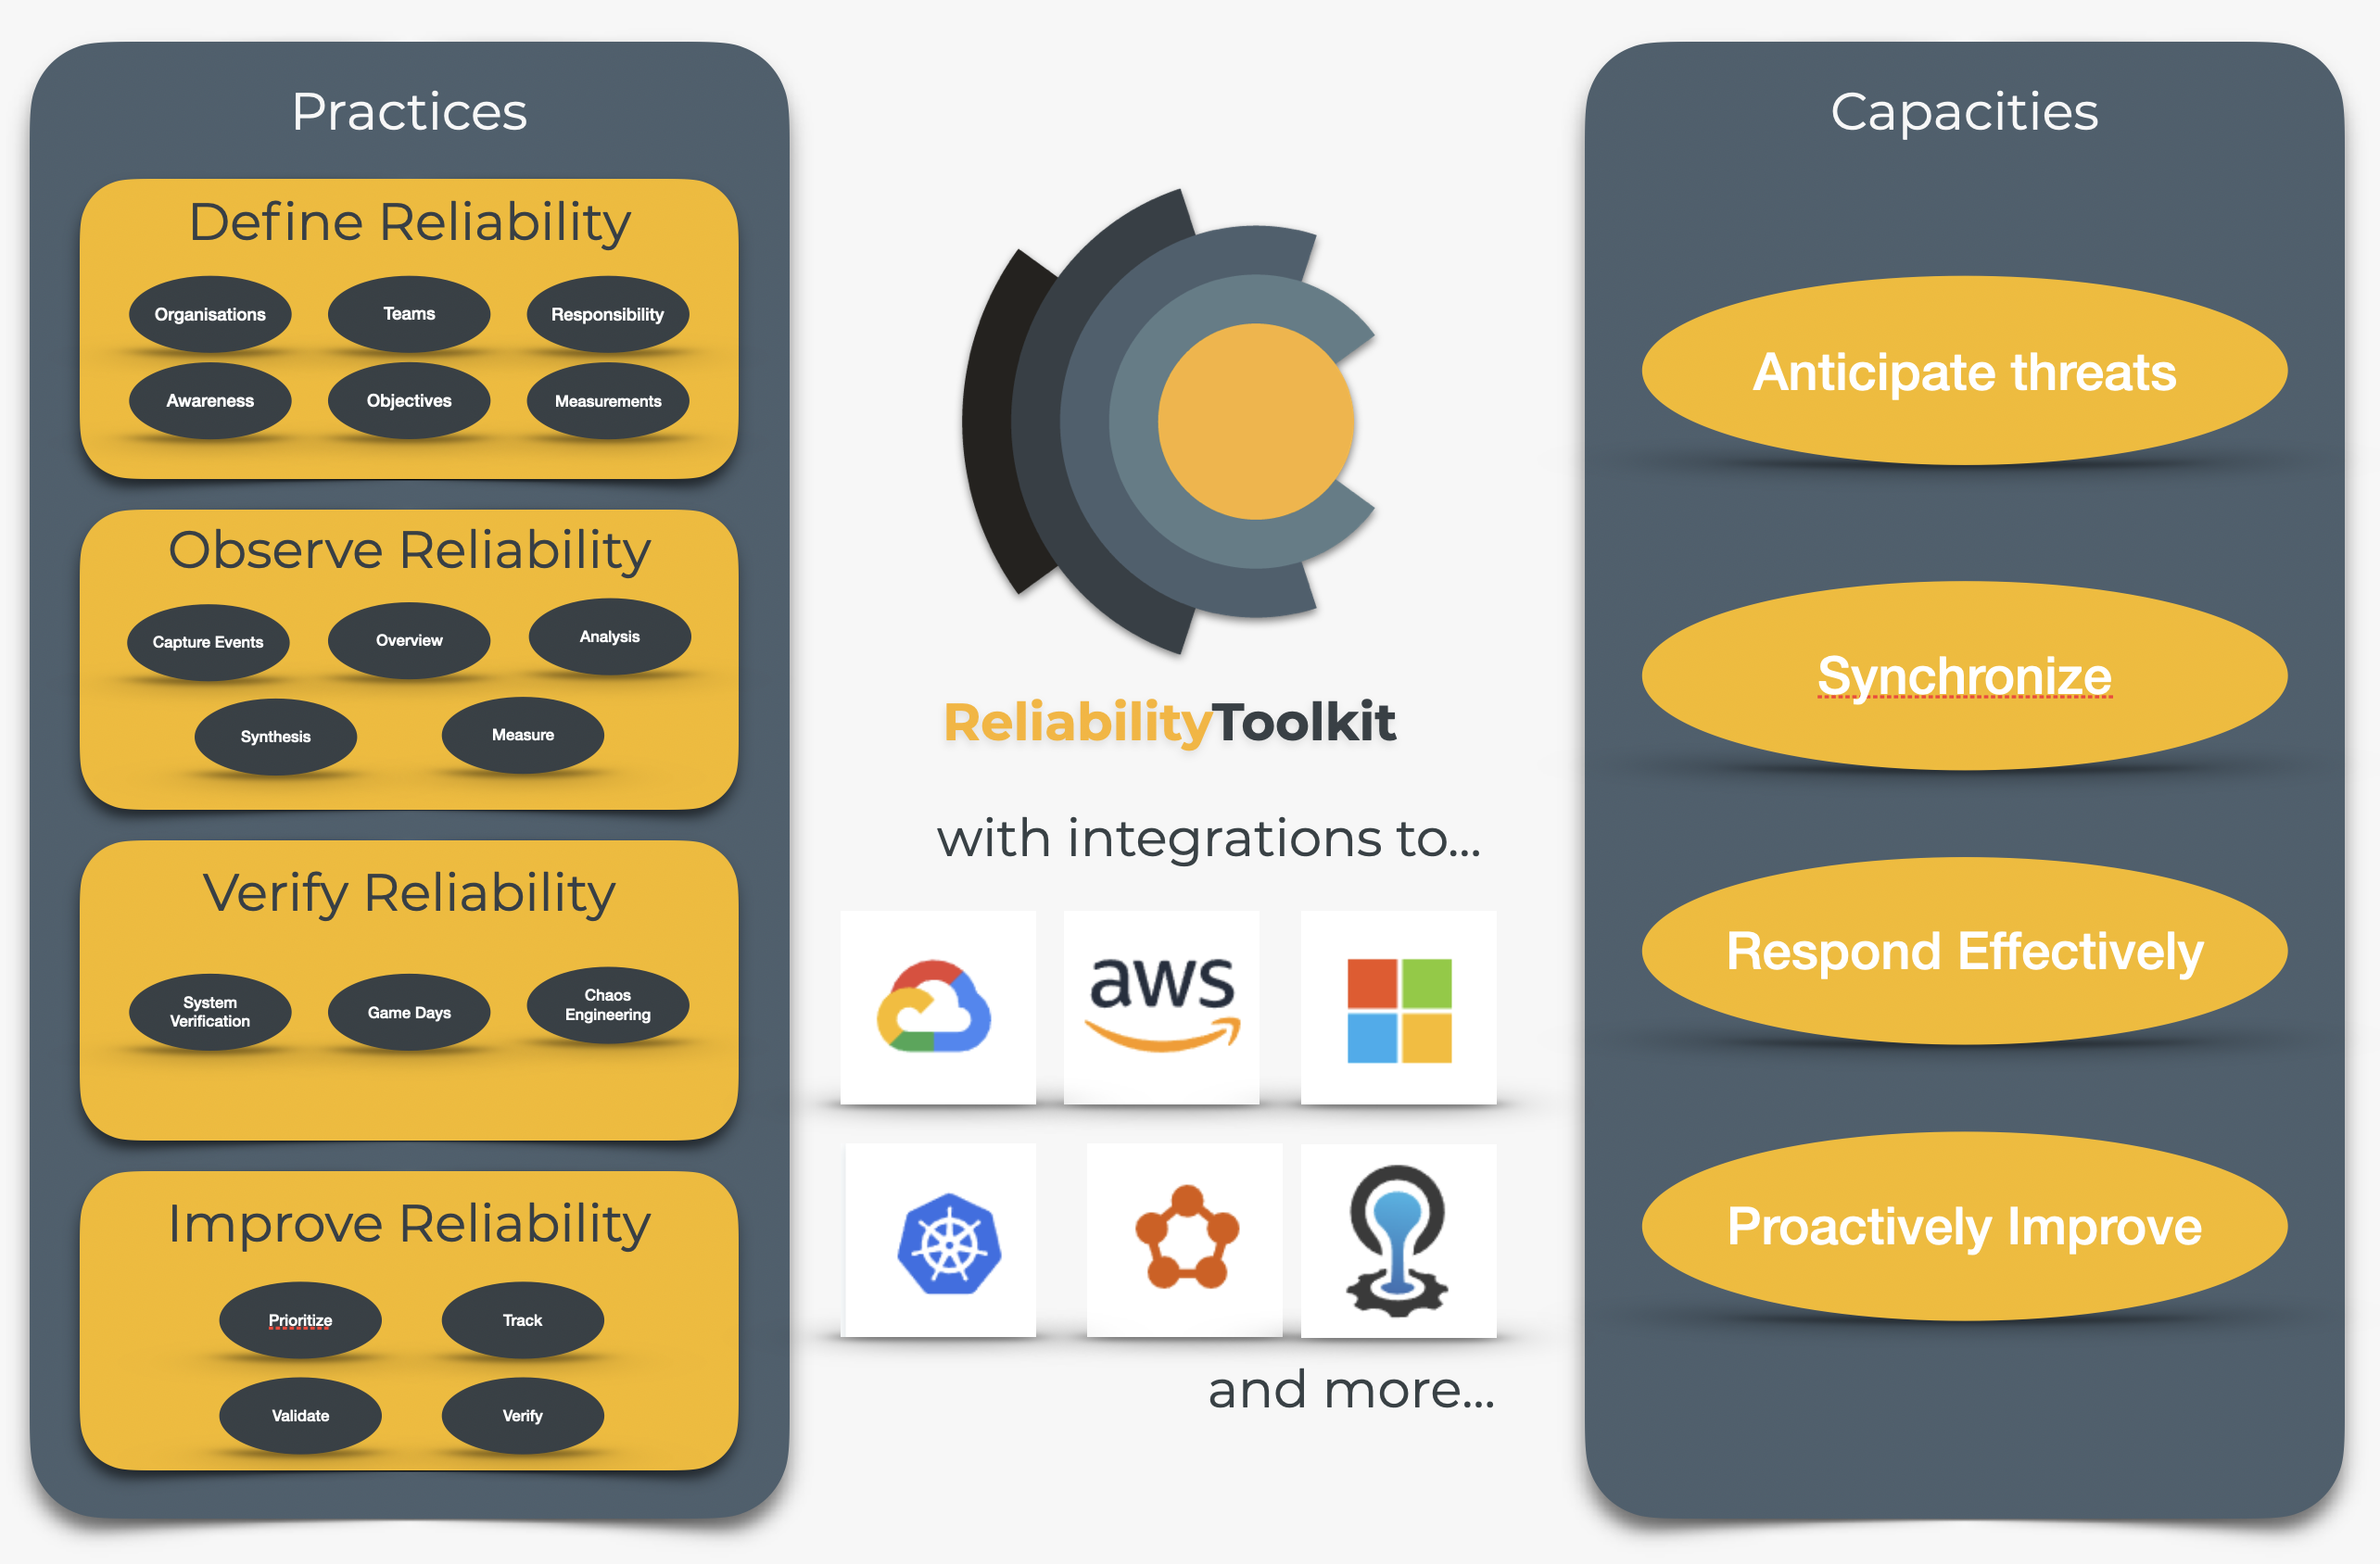 Practices
Define Reliability
Organisations
Teams
Responsibility
Awareness
Objectives
Measurements
Observe Reliability
Capture Events
Overview
Analysis
Synthesis
Measure
Verify Reliability
System
Verification
Game Days
Chaos
Engineering
Improve Reliability
Prioritize
Track
Validate
Verify
ReliabilityToolkit
with integrations to...
aws
and more...
Capacities
Anticipate threats
Synchronize
Respond Effectively
Proactively Improve